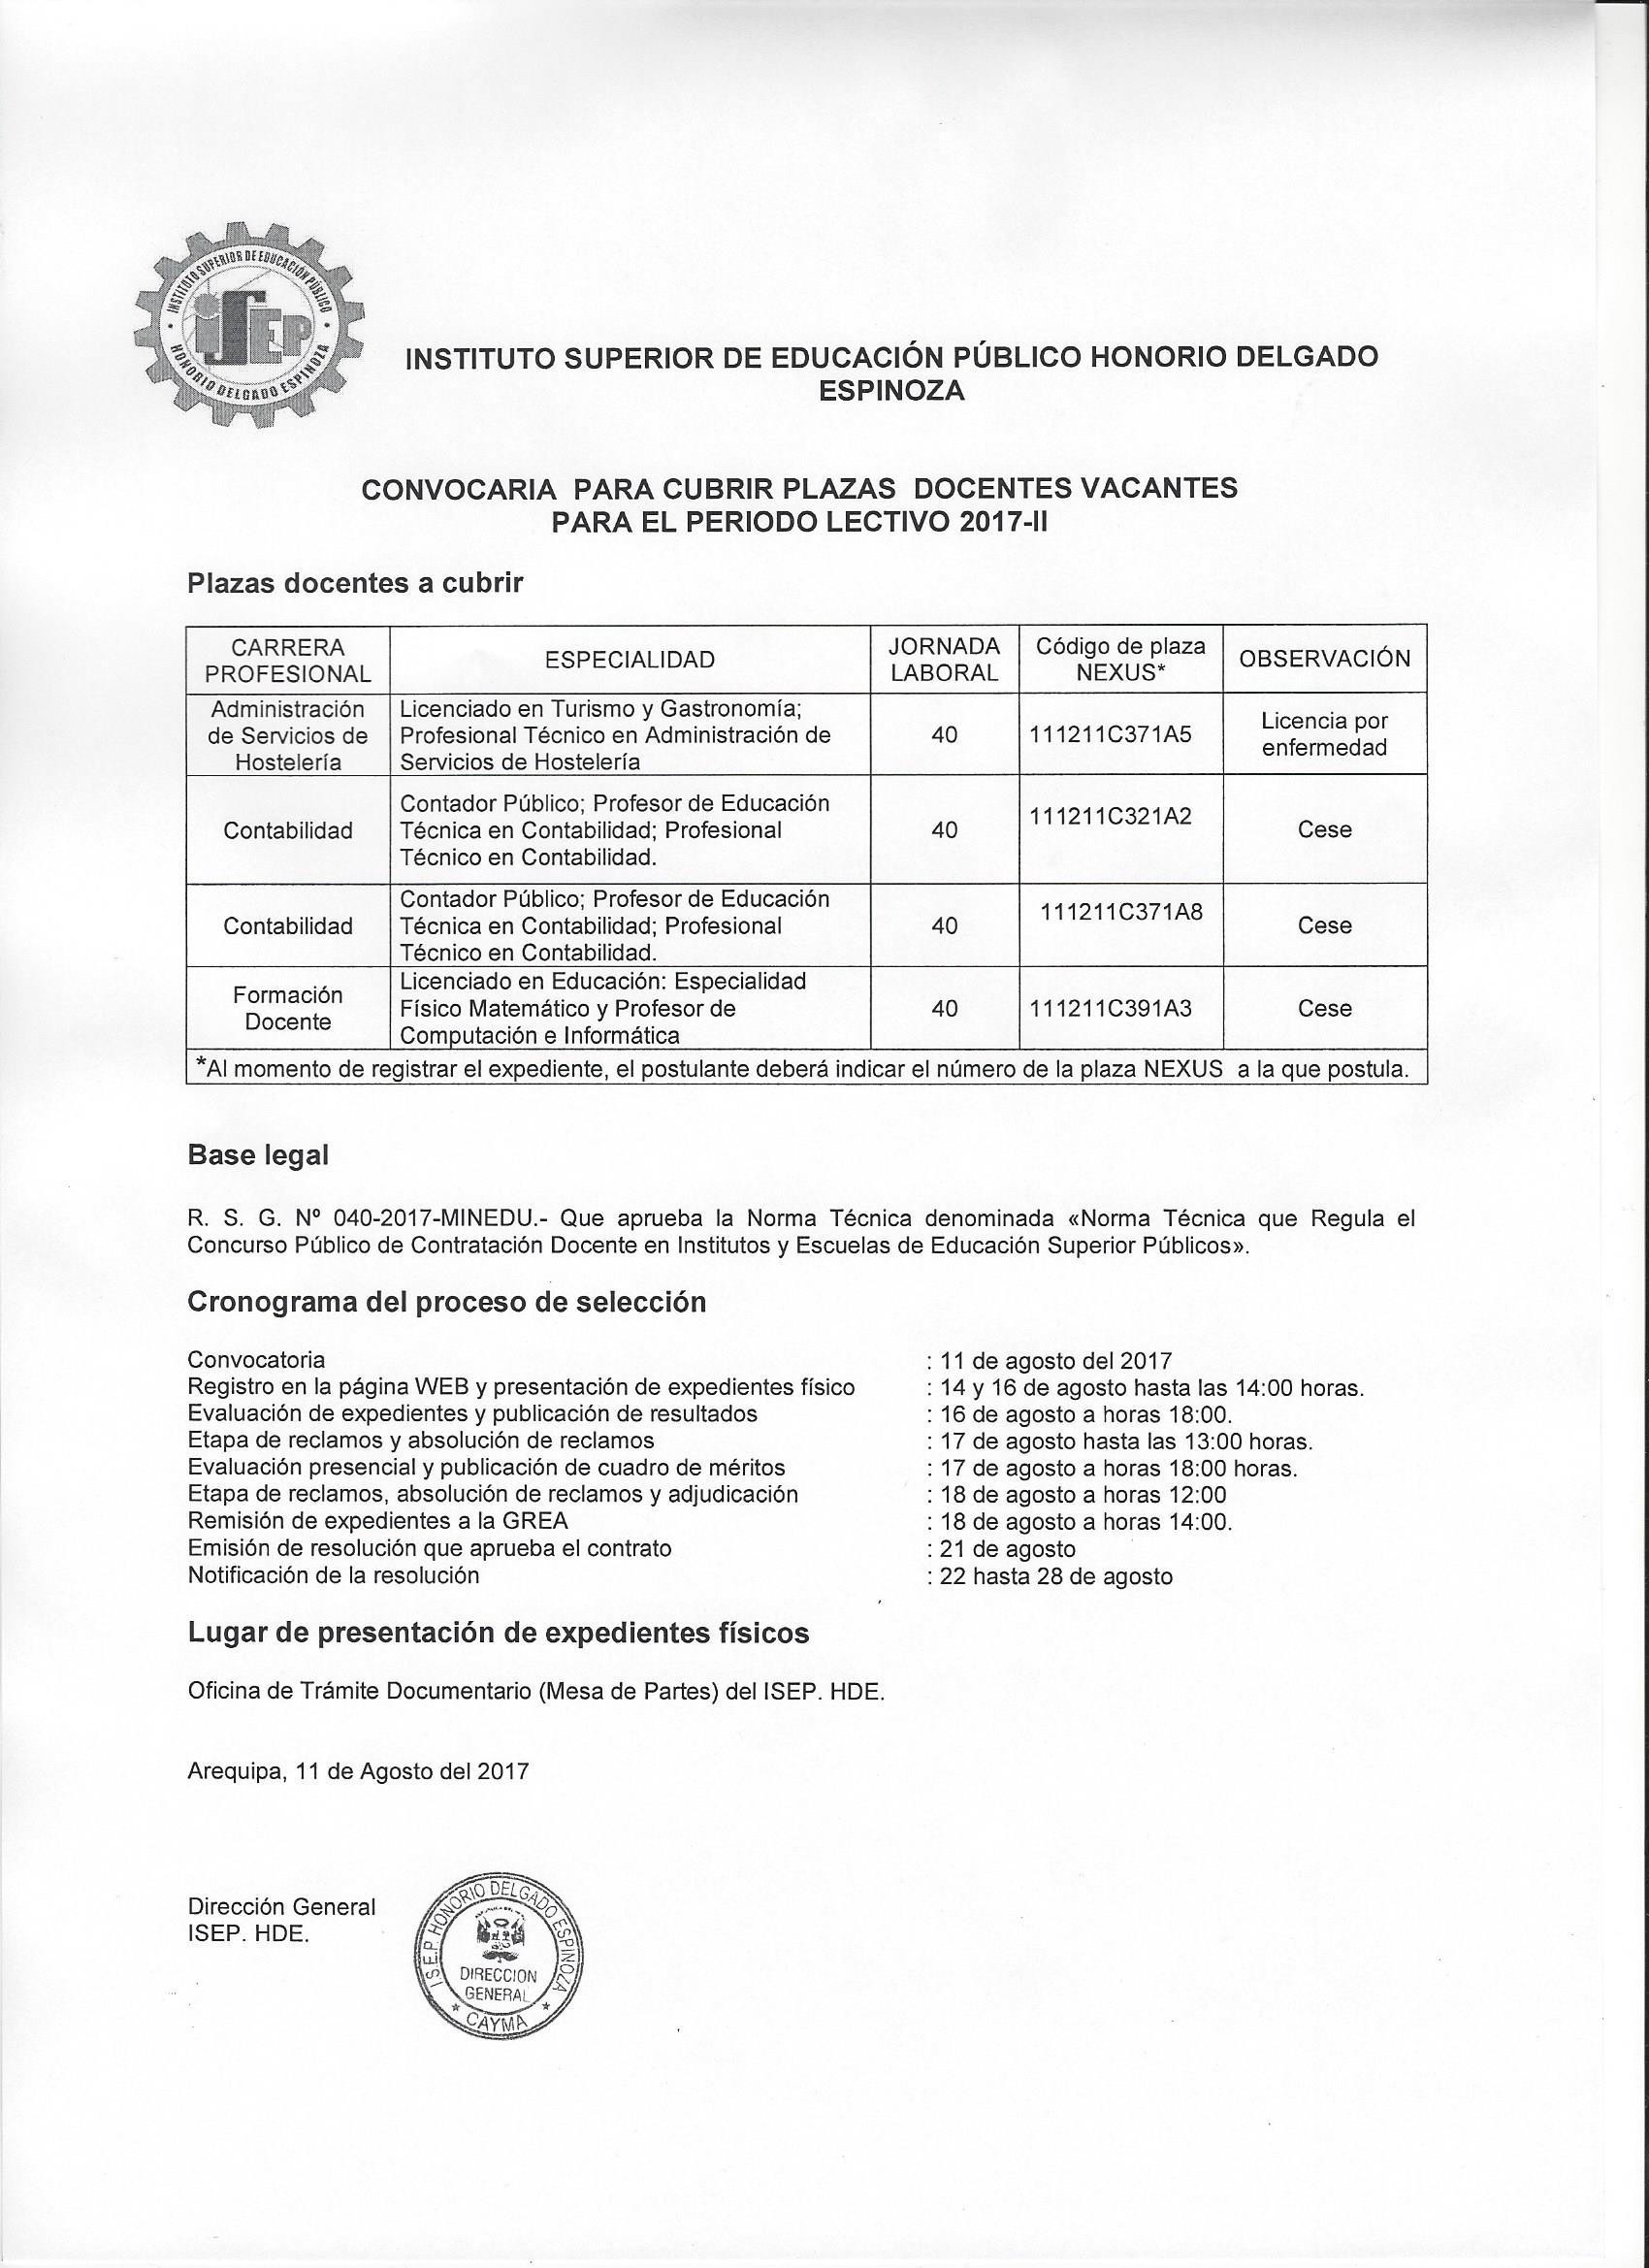 INSTITUTO SUPERIOR DE EDUCACIÓN PÚBLICO
HONORIO DELGADO ESPINOZA
ISEP
INSTITUTO SUPERIOR DE EDUCACIÓN PÚBLICO HONORIO DELGADO
ESPINOZA
CONVOCARIA PARA CUBRIR PLAZAS DOCENTES VACANTES
PARA EL PERIODO LECTIVO 2017-II
Plazas docentes a cubrir
CARRERA PROFESIONAL ESPECIALIDAD JORNADA LABORAL Código de plaza NEXUS* OBSERVACIÓN
Administración de Servicios de Hostelería
Licenciado en Turismo y Gastronomía;
Profesional Técnico en Administración de
Servicios de Hostelería
40 111211C371A5 Licencia por enfermedad
Contabilidad
Contador Público; Profesor de Educación
Técnica en Contabilidad; Profesional
Técnico en Contabilidad.
40 111211C321A2 Cese
Contabilidad
Contador Público; Profesor de Educación
Técnica en Contabilidad; Profesional
Técnico en Contabilidad.
40 111211C371A8 Cese
Formación Docente
Licenciado en Educación: Especialidad
Físico Matemático y Profesor de
Computación e Informática
40 111211C391A3 Cese
*Al momento de registrar el expediente, el postulante deberá indicar el número de la plaza NEXUS a la que postula.
Base legal
R. S. G. Nº 040-2017-MINEDU.- Que aprueba la Norma Técnica denominada «Norma Técnica que Regula el
Concurso Público de Contratación Docente en Institutos y Escuelas de Educación Superior Públicos».
Cronograma del proceso de selección
Convocatoria : 11 de agosto del 2017
Registro en la página WEB y presentación de expedientes físico : 14 y 16 de agosto hasta las 14:00 horas.
Evaluación de expedientes y publicación de resultados : 16 de agosto a horas 18:00.
Etapa de reclamos y absolución de reclamos : 17 de agosto hasta las 13:00 horas.
Evaluación presencial y publicación de cuadro de méritos : 17 de agosto a horas 18:00 horas.
Etapa de reclamos, absolución de reclamos y adjudicación : 18 de agosto a horas 12:00
Remisión de expedientes a la GREA : 18 de agosto a horas 14:00.
Emisión de resolución que aprueba el contrato : 21 de agosto
Notificación de la resolución : 22 hasta 28 de agosto
Lugar de presentación de expedientes físicos
Oficina de Trámite Documentario (Mesa de Partes) del ISEP. HDE.
Arequipa, 11 de Agosto del 2017
Dirección General
ISEP. HDE.
I.S.E.P. HONORIO DELGADO ESPINOZA
DIRECCION
GENERAL
CAYMA